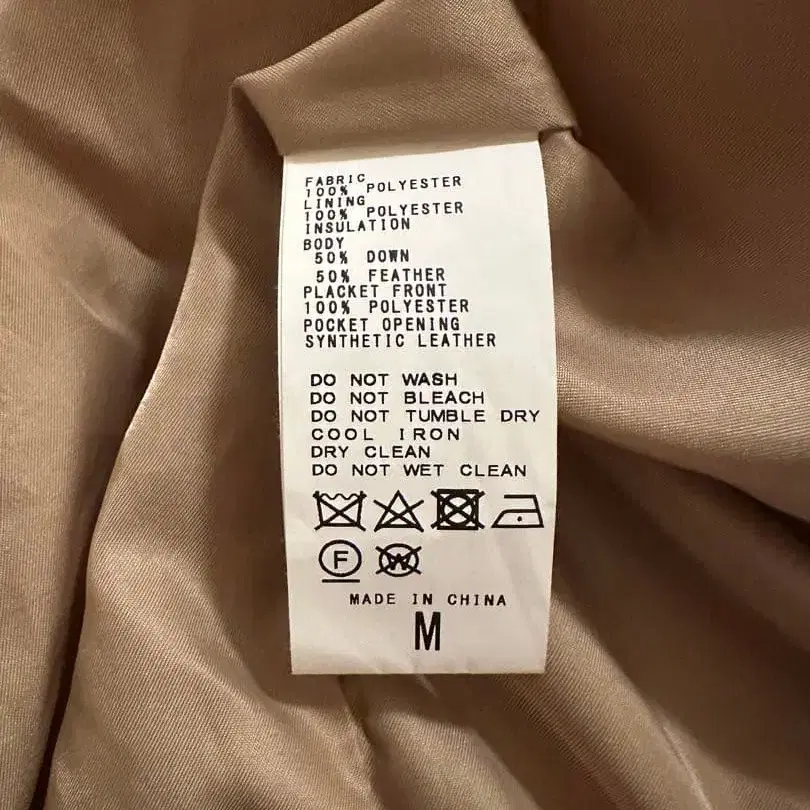 FABRIC
100% POLYESTER
LINING
100% POLYESTER
INSULATION
BODY
50% DOWN
50% FEATHER
PLACKET FRONT
100% POLYESTER
POCKET OPENING
SYNTHETIC LEATHER
DO NOT WASH
DO NOT BLEACH
DO NOT TUMBLE DRY
COOL IRON
DRY CLEAN
DO NOT WET CLEAN
F W
MADE IN CHINA
M